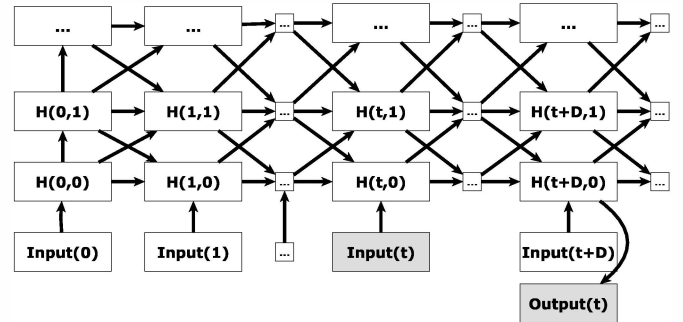 ... ... ... ... ... ... ...
H(0,1) H(1,1) ... H(t,1) ... H(t+D,1) ...
H(0,0) H(1,0) ... H(t,0) ... H(t+D,0) ...
Input(0) Input(1) ... Input(t) Input(t+D)
Output(t)